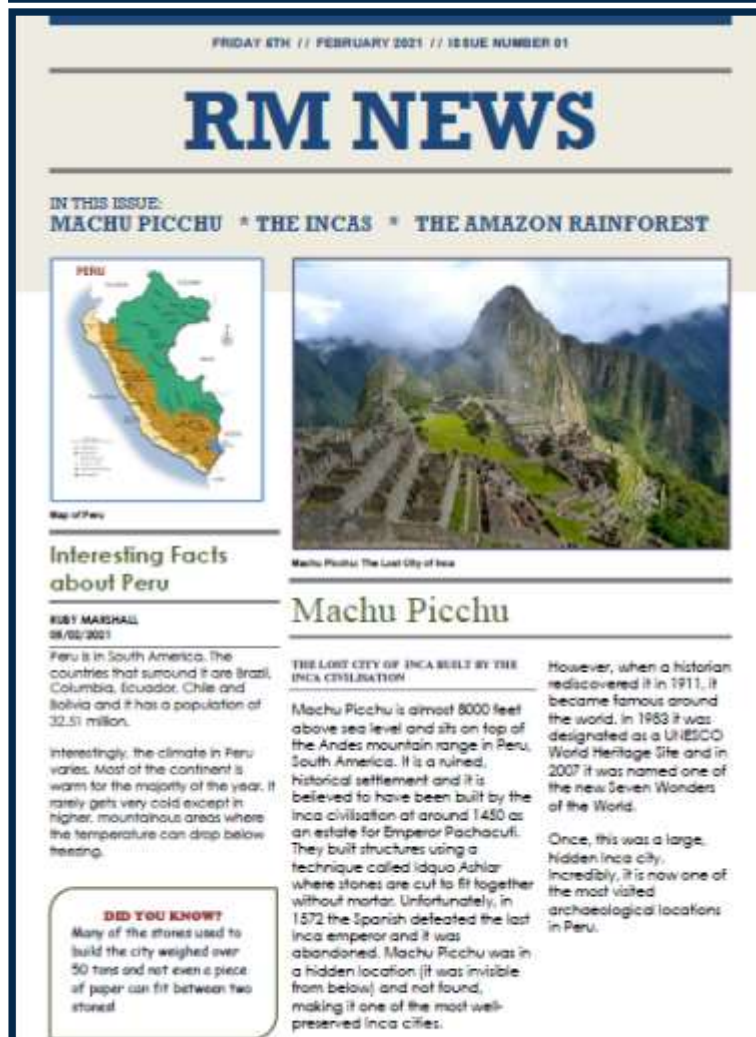 FRIDAY 5TH // FEBRUARY 2021 // ISSUE NUMBER 01
RM NEWS
IN THIS ISSUE:
MACHU PICCHU * THE INCAS * THE AMAZON RAINFOREST
PERU
Map of Peru
Interesting Facts
about Peru
RUBY MARSHALL
05/02/2021
Peru is in South America. The
countries that surround it are Brazil,
Columbia, Ecuador, Chile and
Bolivia and it has a population of
32.51 million.
Interestingly, the climate in Peru
varies. Most of the continent is
warm for the majority of the year. It
rarely gets very cold except in
higher, mountainous areas where
the temperature can drop below
freezing.
DID YOU KNOW?
Many of the stones used to
build the city weighed over
50 tons and not even a piece
of paper can fit between two
stones!
Machu Picchu: The Lost City of Inca
Machu Picchu
THE LOST CITY OF INCA BUILT BY THE
INCA CIVILISATION
Machu Picchu is almost 8000 feet
above sea level and sits on top of
the Andes mountain range in Peru,
South America. It is a ruined,
historical settlement and it is
believed to have been built by the
Inca civilisation at around 1450 as
an estate for Emperor Pachacuti.
They built structures using a
technique called Idquo Ashlar
where stones are cut to fit together
without mortar. Unfortunately, in
1572 the Spanish defeated the last
Inca emperor and it was
abandoned. Machu Picchu was in
a hidden location (it was invisible
from below) and not found,
making it one of the most well-
preserved Inca cities.
However, when a historian
rediscovered it in 1911, it
became famous around
the world. In 1983 it was
designated as a UNESCO
World Heritage Site and in
2007 it was named one of
the new Seven Wonders
of the World.
Once, this was a large,
hidden Inca city.
Incredibly, it is now one of
the most visited
archaeological locations
in Peru.